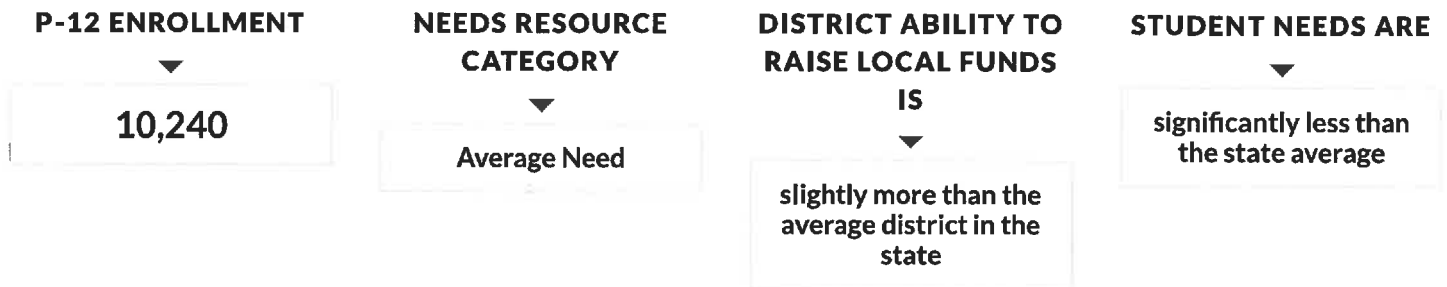 P-12 ENROLLMENT
10,240
NEEDS RESOURCE
CATEGORY
Average Need
DISTRICT ABILITY TO
RAISE LOCAL FUNDS
IS
slightly more than the
average district in the
state
STUDENT NEEDS ARE
significantly less than
the state average